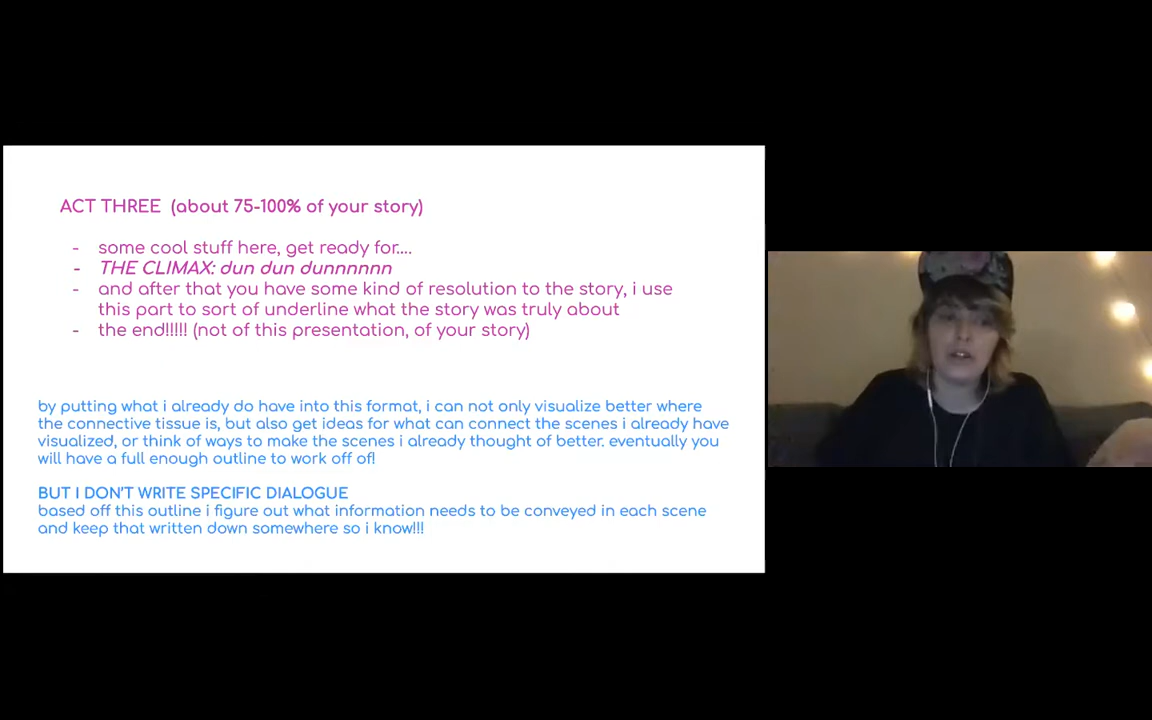 ACT THREE (about 75-100% of your story)
- some cool stuff here, get ready for....
- THE CLIMAX: dun dun dunnnnnn
- and after that you have some kind of resolution to the story, i use
this part to sort of underline what the story was truly about
- the end!!!!! (not of this presentation, of your story)
by putting what i already do have into this format, i can not only visualize better where
the connective tissue is, but also get ideas for what can connect the scenes i already have
visualized, or think of ways to make the scenes i already thought of better. eventually you
will have a full enough outline to work off of!
BUT I DON'T WRITE SPECIFIC DIALOGUE
based off this outline i figure out what information needs to be conveyed in each scene
and keep that written down somewhere so i know!!!